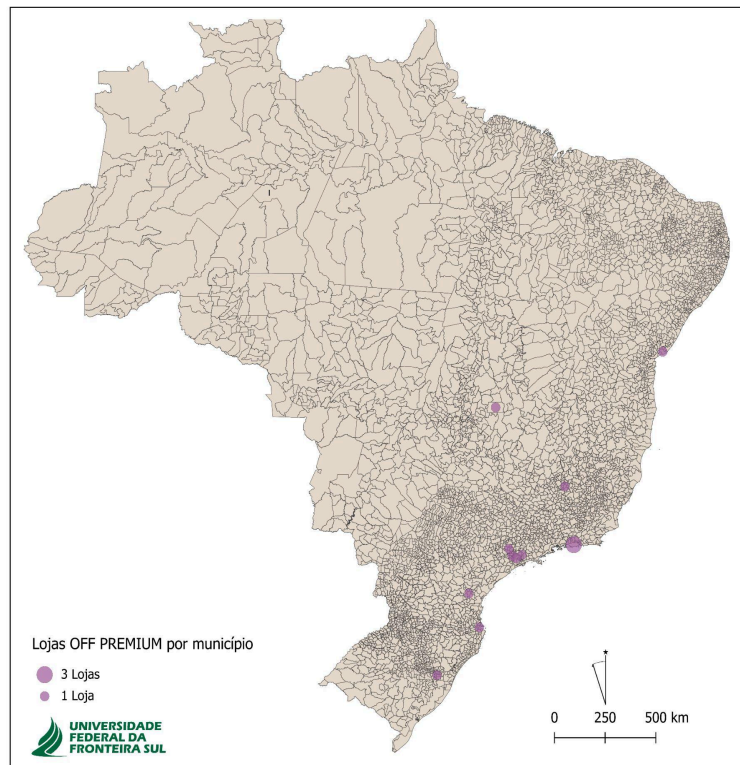 Lojas OFF PREMIUM por município
3 Lojas
1 Loja
UNIVERSIDADE
FEDERAL DA
FRONTEIRA SUL
0 250 500 km